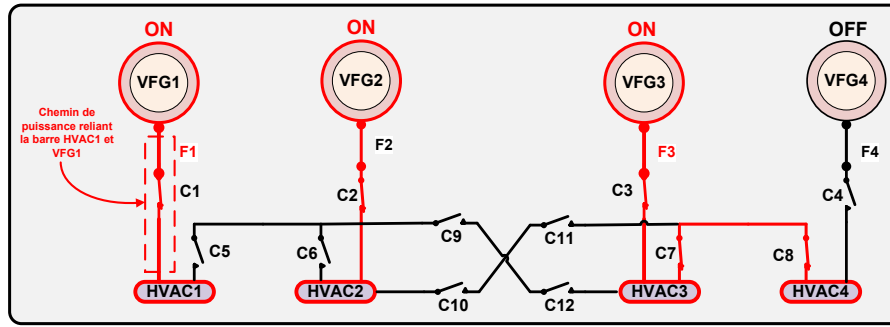 ON
ON
ON
OFF
VFG1
VFG2
VFG3
VFG4
Chemin de
puissance reliant
la barre HVAC1 et
VFG1
F1
F2
F3
F4
C1
C2
C3
C4
C5
C6
C9
C11
C7
C8
C10
C12
HVAC1
HVAC2
HVAC3
HVAC4